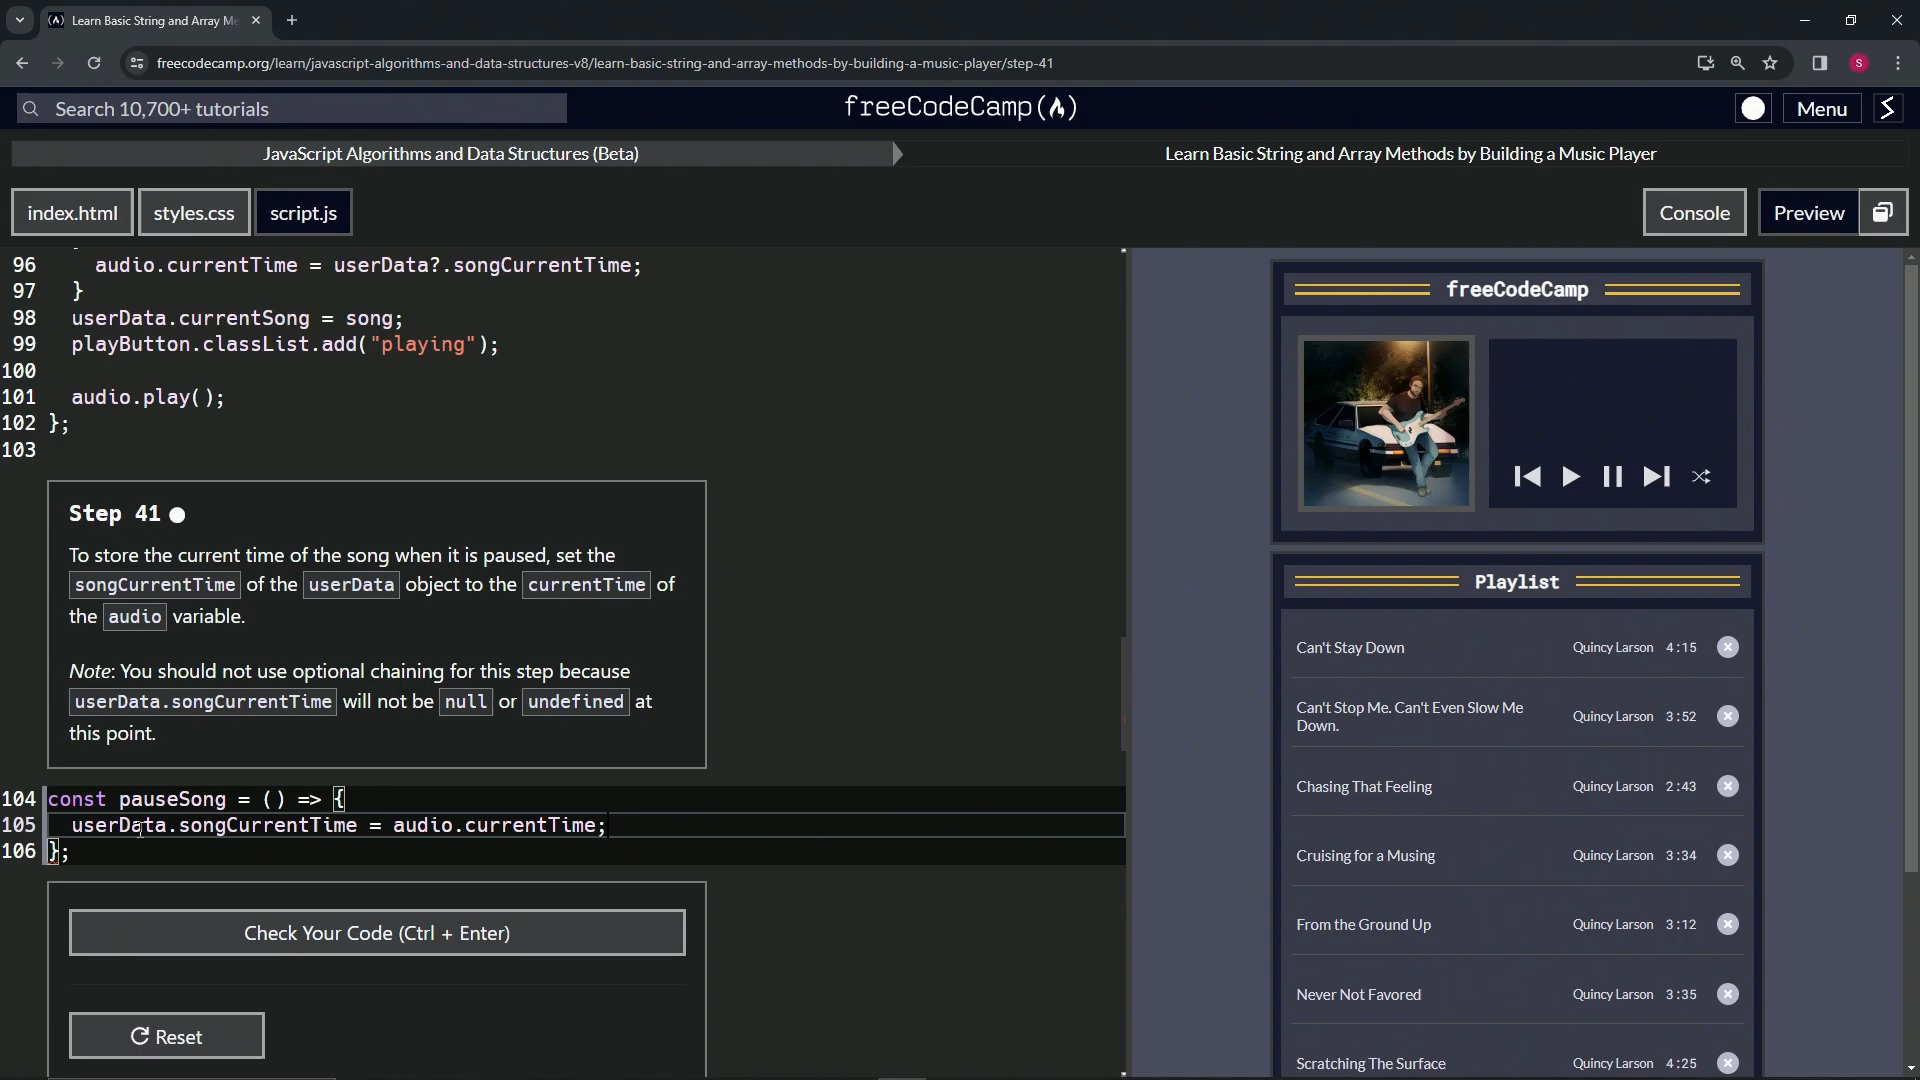 Learn Basic String and Array Me
freecodecamp.org/learn/javascript-algorithms-and-data-structures-v8/learn-basic-string-and-array-methods-by-building-a-music-player/step-41
S
Search 10,700+ tutorials
freeCodeCamp
Menu
JavaScript Algorithms and Data Structures (Beta)
Learn Basic String and Array Methods by Building a Music Player
index.html
styles.css
script.js
Console
Preview
96 audio.currentTime = userData?.songCurrentTime;
97 }
98 userData.currentSong = song;
99 playButton.classList.add("playing");
100
101 audio.play();
102 };
103
Step 41
To store the current time of the song when it is paused, set the
songCurrentTime of the userData object to the currentTime of
the audio variable.
Note: You should not use optional chaining for this step because
userData.songCurrentTime will not be null or undefined at
this point.
104 const pauseSong = () => {
105 userData.songCurrentTime = audio.currentTime;
106 };
Check Your Code (Ctrl + Enter)
Reset
freeCodeCamp
Playlist
Can't Stay Down Quincy Larson 4:15
Can't Stop Me. Can't Even Slow Me
Down. Quincy Larson 3:52
Chasing That Feeling Quincy Larson 2:43
Cruising for a Musing Quincy Larson 3:34
From the Ground Up Quincy Larson 3:12
Never Not Favored Quincy Larson 3:35
Scratching The Surface Quincy Larson 4:25